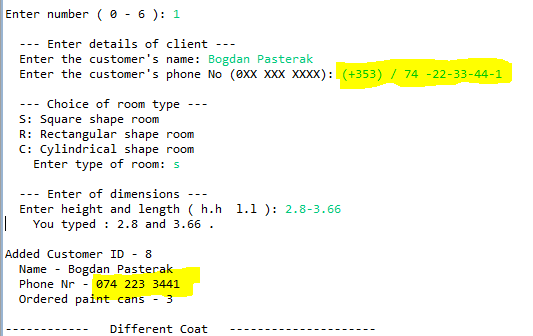 Enter number ( 0 - 6 ): 1
--- Enter details of client ---
Enter the customer's name: Bogdan Pasterak
Enter the customer's phone No (0XX XXX XXXX): (+353) / 74 -22-33-44-1
--- Choice of room type ---
S: Square shape room
R: Rectangular shape room
C: Cylindrical shape room
Enter type of room: s
--- Enter of dimensions ---
Enter height and length ( h.h  l.l ): 2.8-3.66
You typed : 2.8 and 3.66 .
Added Customer ID - 8
Name - Bogdan Pasterak
Phone Nr - 074 223 3441
Ordered paint cans - 3
------------   Different Coat   ---------------------